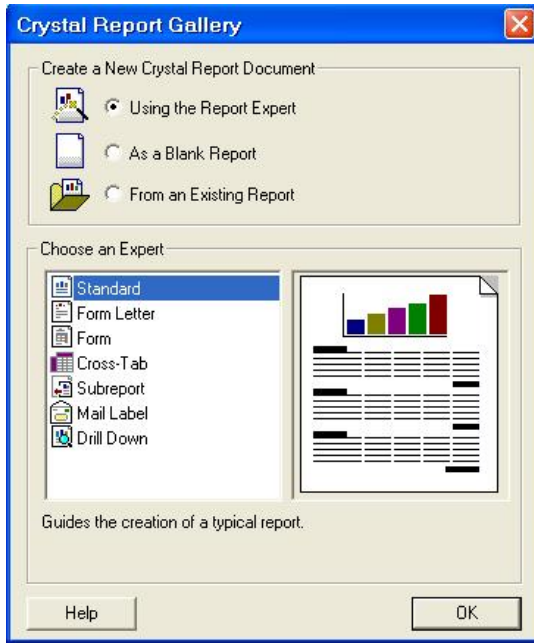 Crystal Report Gallery
Create a New Crystal Report Document
Using the Report Expert
As a Blank Report
From an Existing Report
Choose an Expert
Standard
Form Letter
Form
Cross-Tab
Subreport
Mail Label
Drill Down
Guides the creation of a typical report.
Help
OK